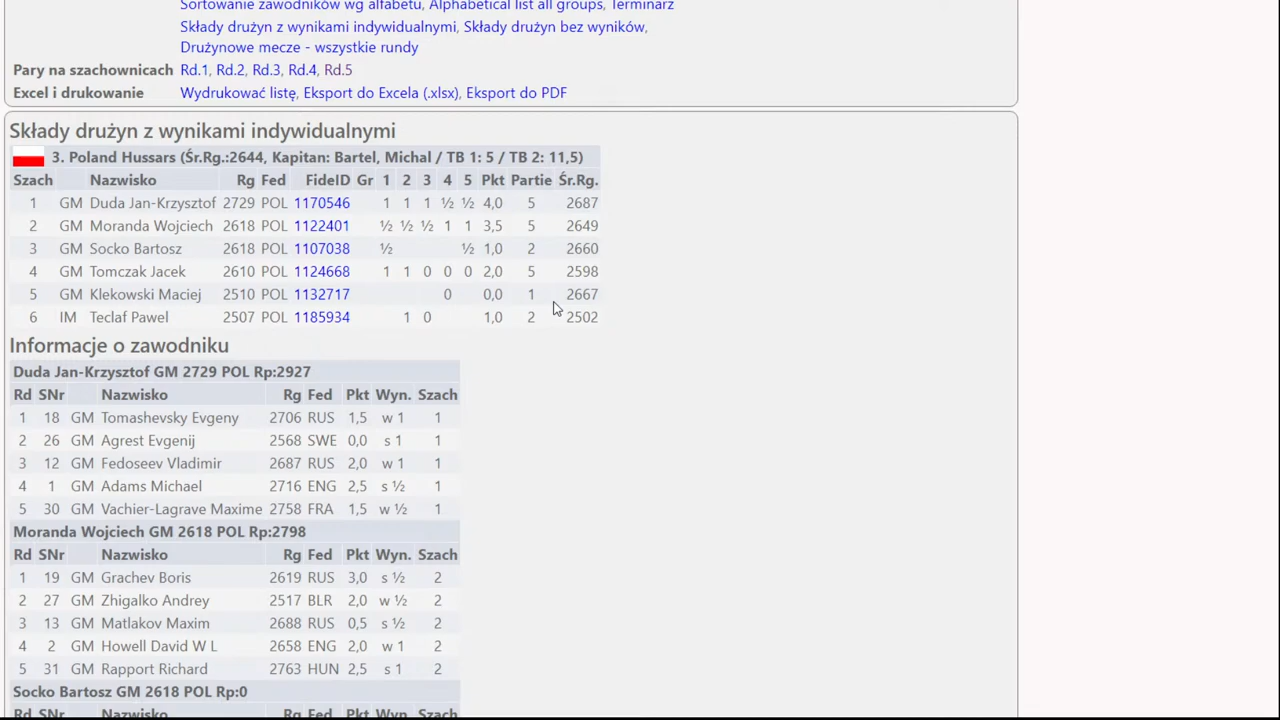 Sortowanie zawodników wg alfabetu, Alphabetical list all groups, Terminarz
Składy drużyn z wynikami indywidualnymi, Składy drużyn bez wyników,
Drużynowe mecze - wszystkie rundy
Pary na szachownicach Rd.1, Rd.2, Rd.3, Rd.4, Rd.5
Excel i drukowanie Wydrukować listę, Eksport do Excela (.xlsx), Eksport do PDF
Składy drużyn z wynikami indywidualnymi
3. Poland Hussars (Śr.Rg.:2644, Kapitan: Bartel, Michal / TB 1: 5 / TB 2: 11,5)
Szach Nazwisko Rg Fed FideID Gr 1 2 3 4 5 Pkt Partie Śr.Rg.
1 GM Duda Jan-Krzysztof 2729 POL 1170546 1 1 1 ½ ½ 4,0 5 2687
2 GM Moranda Wojciech 2618 POL 1122401 ½ ½ ½ 1 1 3,5 5 2649
3 GM Socko Bartosz 2618 POL 1107038 ½ ½ 1,0 2 2660
4 GM Tomczak Jacek 2610 POL 1124668 1 1 0 0 0 2,0 5 2598
5 GM Klekowski Maciej 2510 POL 1132717 0 0,0 1 2667
6 IM Teclaf Pawel 2507 POL 1185934 1 0 1,0 2 2502
Informacje o zawodniku
Duda Jan-Krzysztof GM 2729 POL Rp:2927
Rd SNr Nazwisko Rg Fed Pkt Wyn. Szach
1 18 GM Tomashevsky Evgeny 2706 RUS 1,5 w 1 1
2 26 GM Agrest Evgenij 2568 SWE 0,0 s 1 1
3 12 GM Fedoseev Vladimir 2687 RUS 2,0 w 1 1
4 1 GM Adams Michael 2716 ENG 2,5 s ½ 1
5 30 GM Vachier-Lagrave Maxime 2758 FRA 1,5 w ½ 1
Moranda Wojciech GM 2618 POL Rp:2798
Rd SNr Nazwisko Rg Fed Pkt Wyn. Szach
1 19 GM Grachev Boris 2619 RUS 3,0 s ½ 2
2 27 GM Zhigalko Andrey 2517 BLR 2,0 w ½ 2
3 13 GM Matlakov Maxim 2688 RUS 0,5 s ½ 2
4 2 GM Howell David W L 2658 ENG 2,0 w 1 2
5 31 GM Rapport Richard 2763 HUN 2,5 s 1 2
Socko Bartosz GM 2618 POL Rp:0
Rd SNr Nazwisko Rg Fed Pkt Wyn. Szach